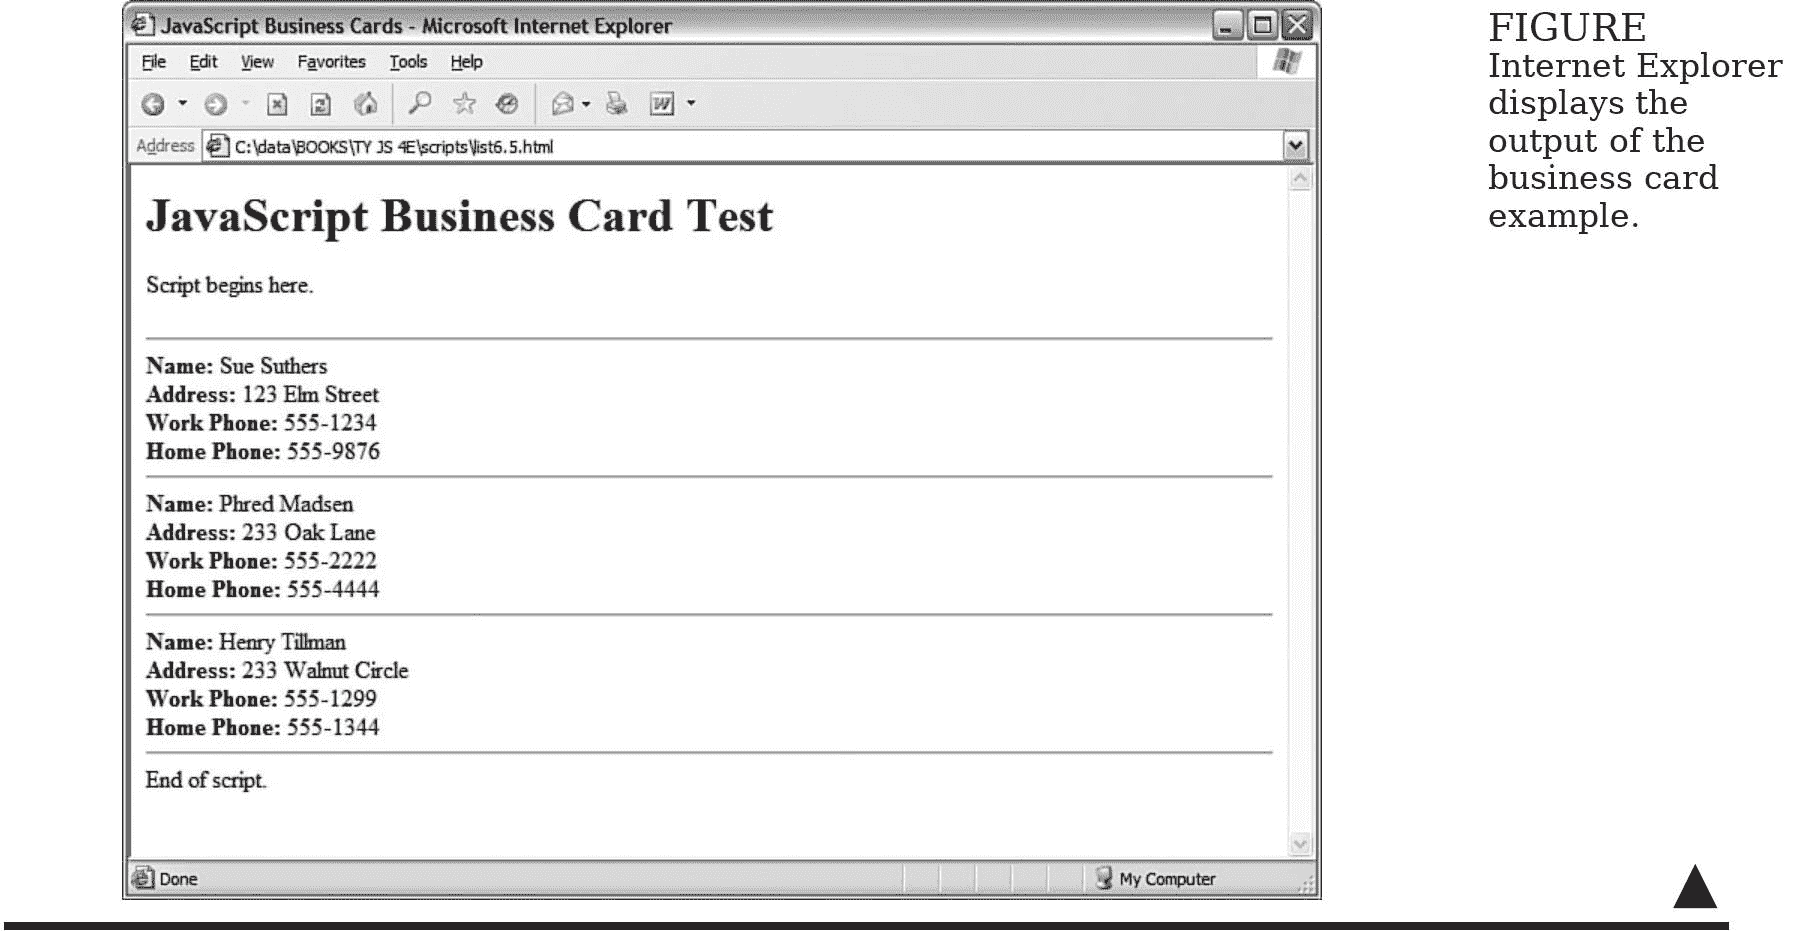 JavaScript Business Cards - Microsoft Internet Explorer
File Edit View Favorites Tools Help
W
Address C:\data\BOOKS\TY JS 4E\scripts\list6.5.html
JavaScript Business Card Test
Script begins here.
Name: Sue Suthers
Address: 123 Elm Street
Work Phone: 555-1234
Home Phone: 555-9876
Name: Phred Madsen
Address: 233 Oak Lane
Work Phone: 555-2222
Home Phone: 555-4444
Name: Henry Tillman
Address: 233 Walnut Circle
Work Phone: 555-1299
Home Phone: 555-1344
End of script.
Done
My Computer
FIGURE
Internet Explorer
displays the
output of the
business card
example.